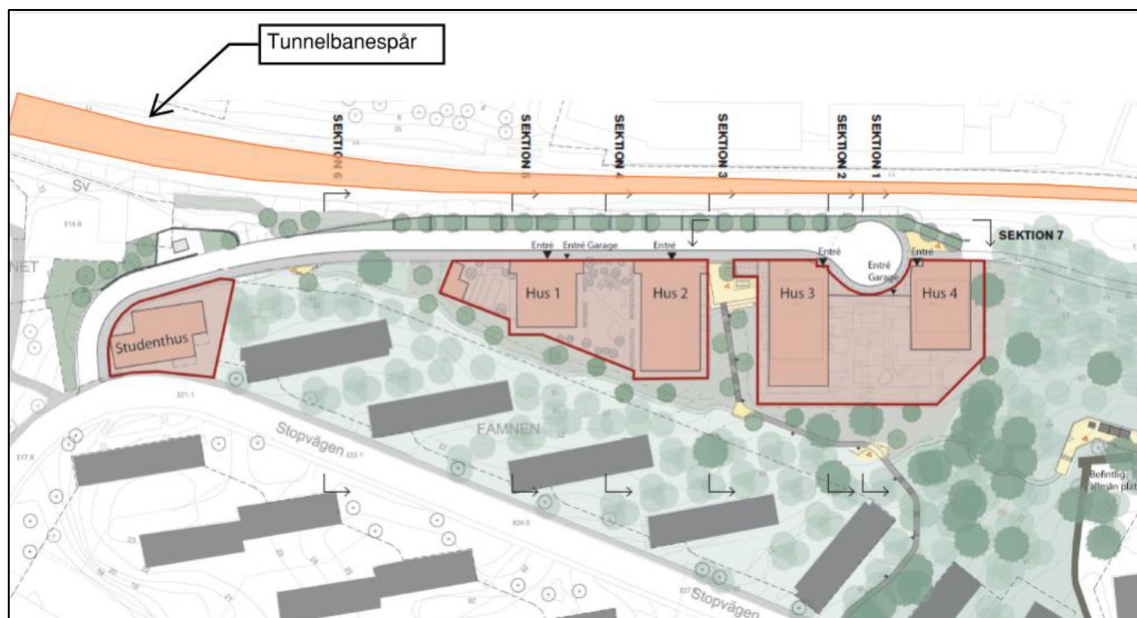 Tunnelbanespår
SEKTION 6
SEKTION 5
SEKTION 4
SEKTION 3
SEKTION 2
SEKTION 1
SEKTION 7
Sv
NET
Entré
Entré Garage
Entré
Entré
Entré
Garage
Entré
Hus 1
Hus 2
Hus 3
Hus 4
Studenthus
FAMNEN
Stopvägen
Befintlig
allmän plat
Stopvägen